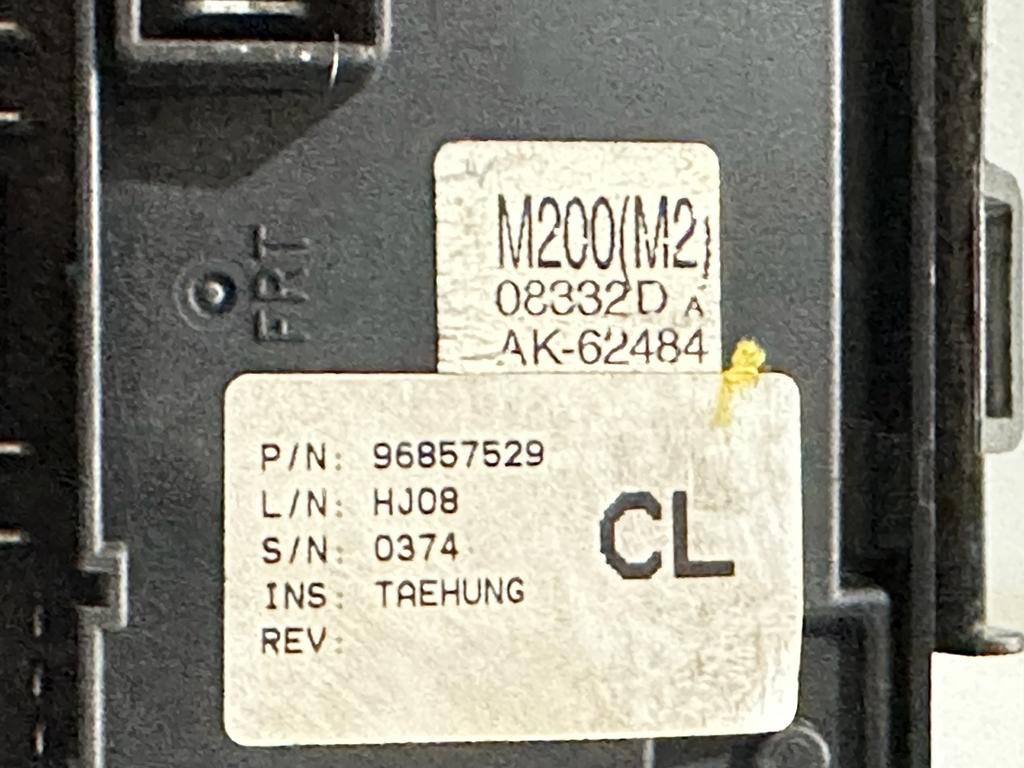 M200(M2)
08332D A
AK-62484
FRT
P/N: 96857529
L/N: HJ08
S/N: 0374
INS: TAEHUNG
REV:
CL